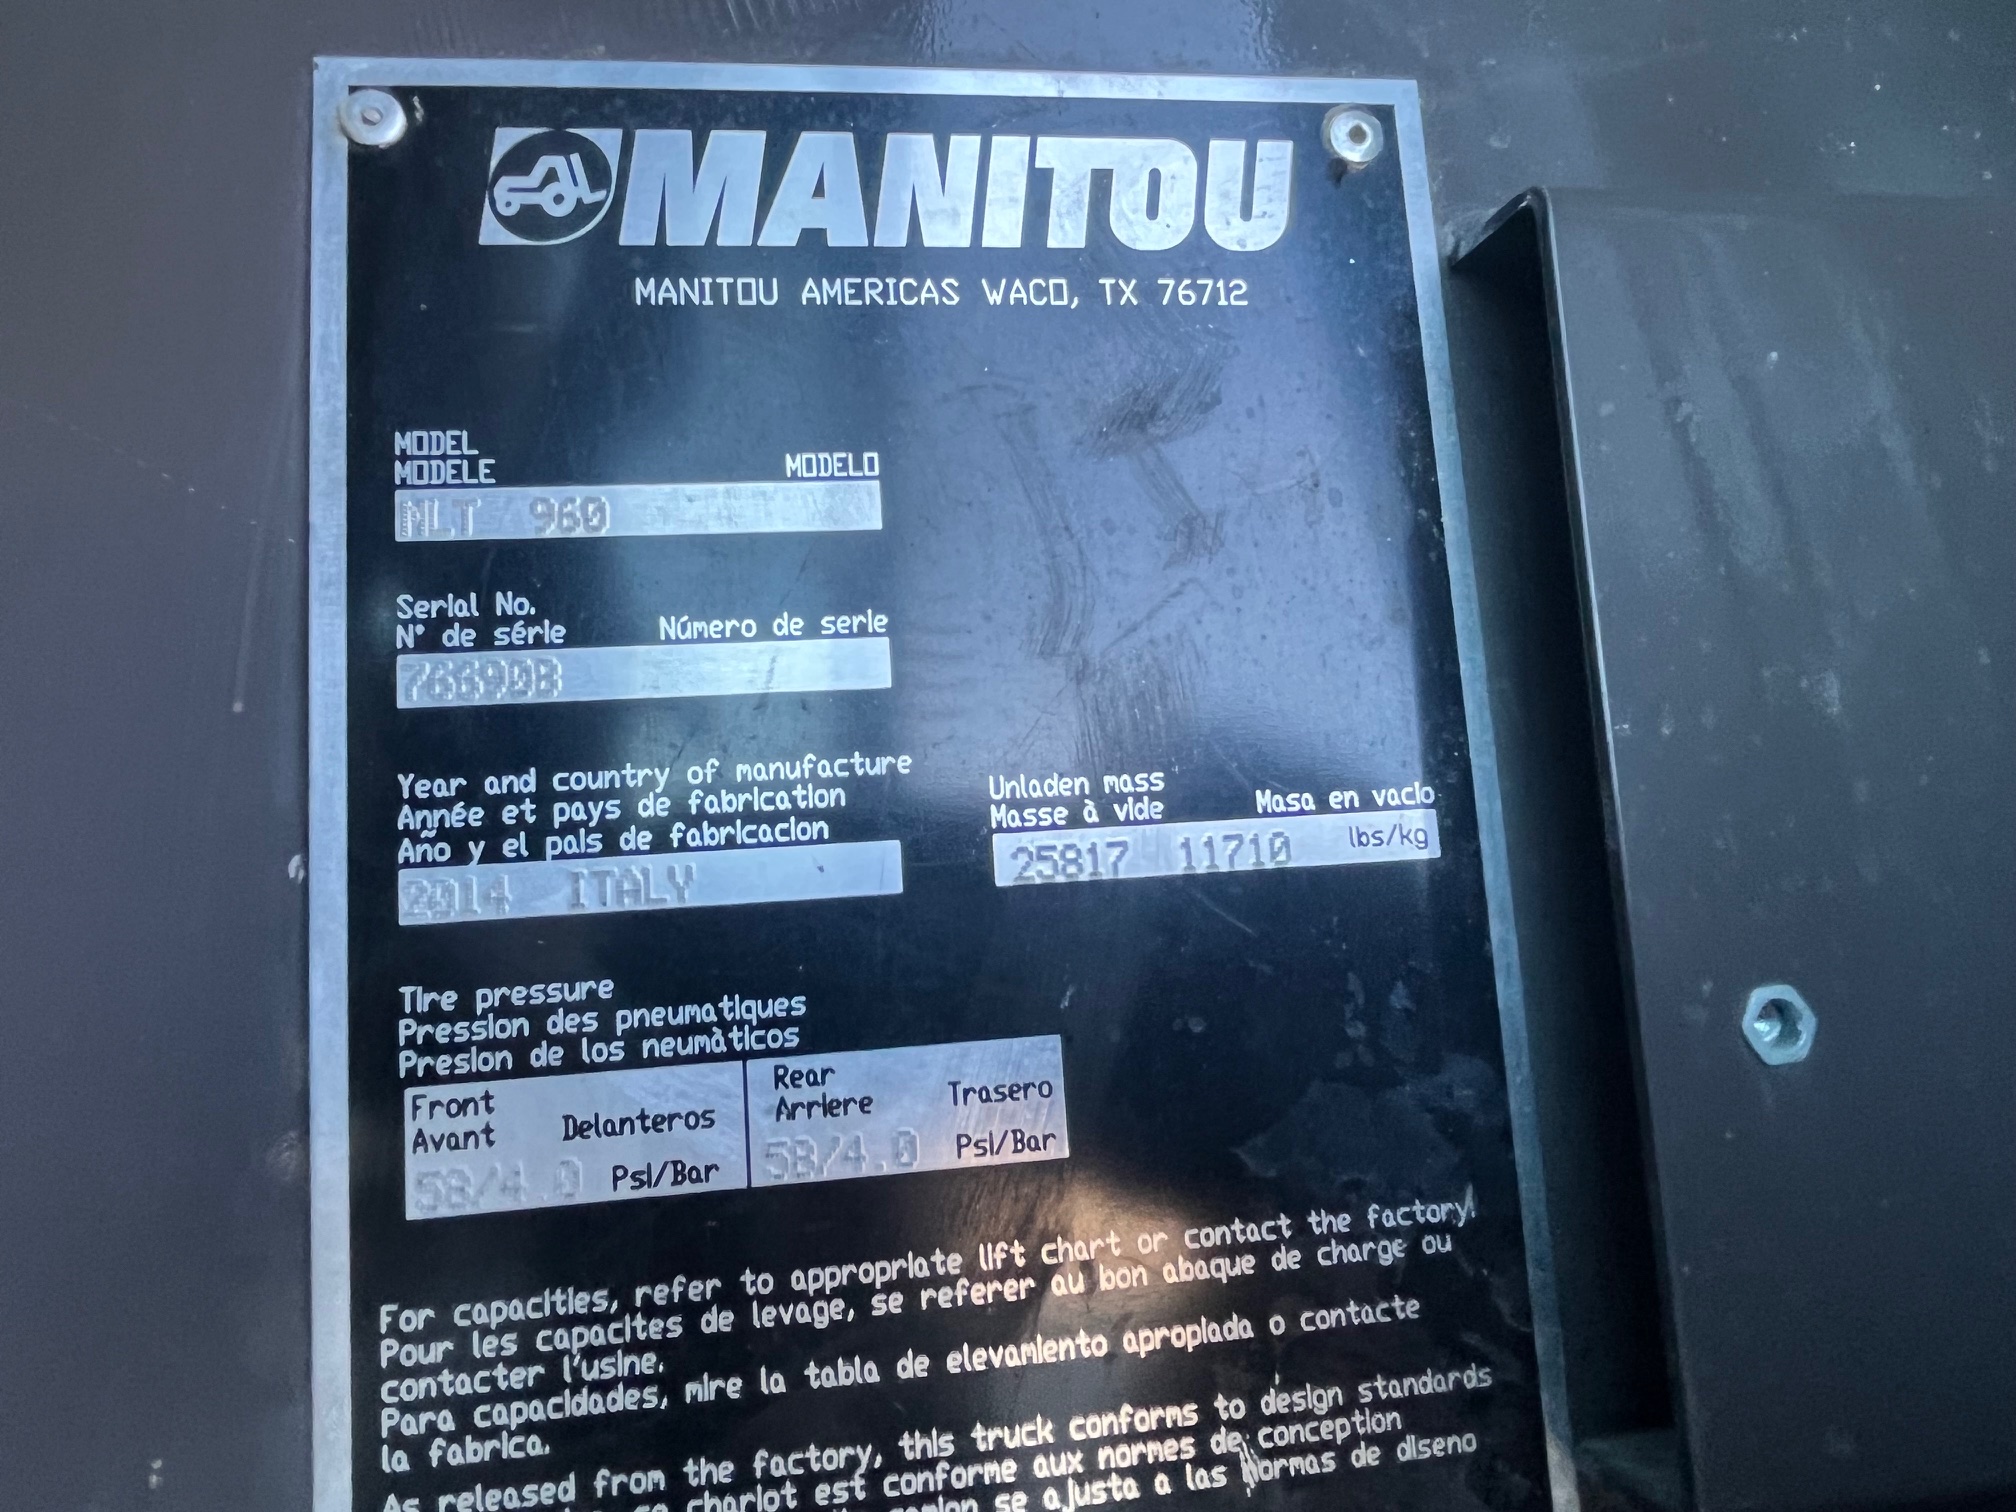 MANITOU
MANITOU AMERICAS WACO, TX 76712
MODEL
MODELE MODELO
MLT 960
Serial No.
N° de série Número de serie
766908
Year and country of manufacture
Année et pays de fabrication
Año y el pais de fabricacion
2014 ITALY
Unladen mass
Masse à vide Masa en vacio
25817 11710 lbs/kg
Tire pressure
Pression des pneumatiques
Presion de los neumàticos
Front
Avant Delanteros
58/4.0 Psi/Bar
Rear
Arriere Trasero
58/4.0 Psi/Bar
For capacities, refer to appropriate lift chart or contact the factory.
Pour les capacites de levage, se referer au bon abaque de charge ou
contacter l'usine.
Para capacidades, mire la tabla de elevamiento apropiada o contacte
la fabrica.
As released from the factory, this truck conforms to design standards
chariot est conforme aux normes de conception
se ajusta a las normas de diseno